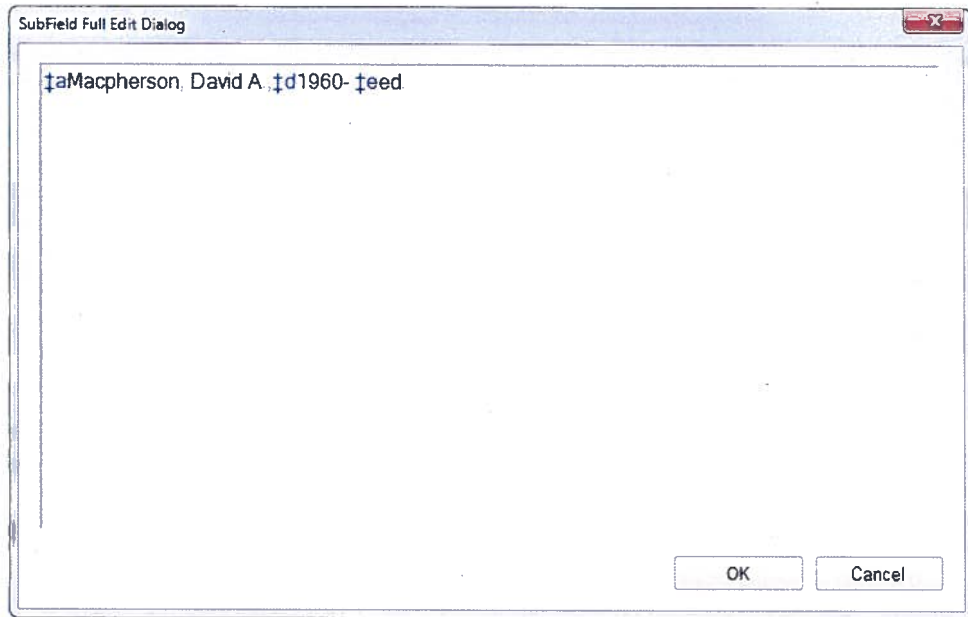 SubField Full Edit Dialog
x
‡aMacpherson, David A.,‡d1960- ‡eed.
OK
Cancel